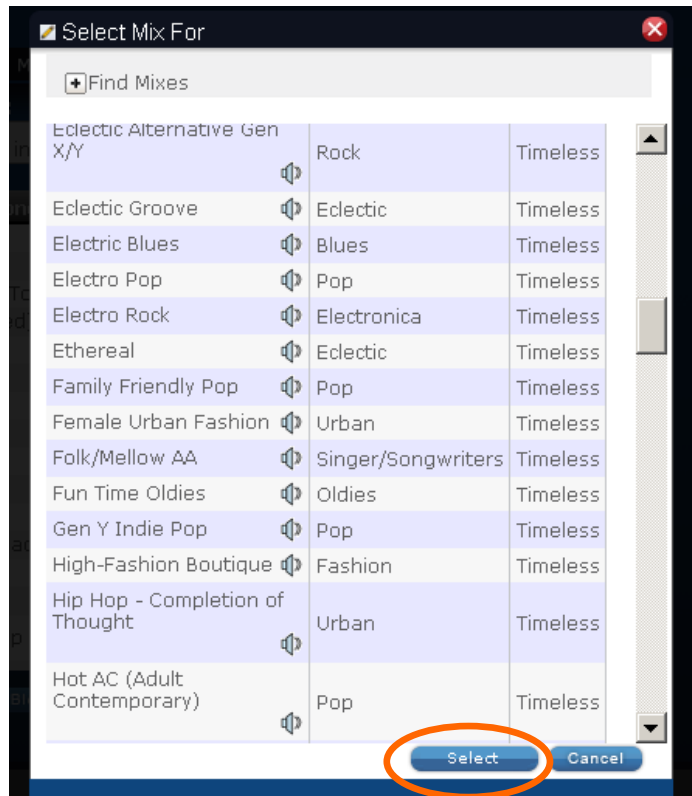 Select Mix For
+Find Mixes
Eclectic Alternative Gen
X/Y Rock Timeless
Eclectic Groove Eclectic Timeless
Electric Blues Blues Timeless
Electro Pop Pop Timeless
Electro Rock Electronica Timeless
Ethereal Eclectic Timeless
Family Friendly Pop Pop Timeless
Female Urban Fashion Urban Timeless
Folk/Mellow AA Singer/Songwriters Timeless
Fun Time Oldies Oldies Timeless
Gen Y Indie Pop Pop Timeless
High-Fashion Boutique Fashion Timeless
Hip Hop - Completion of
Thought Urban Timeless
Hot AC (Adult
Contemporary) Pop Timeless
Select Cancel